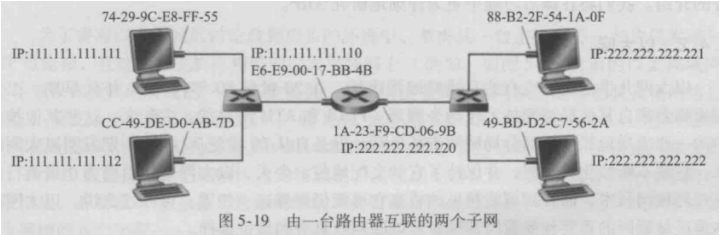 74-29-9C-E8-FF-55
88-B2-2F-54-1A-0F
IP:111.111.111.111
IP:111.111.111.110
E6-E9-00-17-BB-4B
IP:222.222.222.221
CC-49-DE-D0-AB-7D
49-BD-D2-C7-56-2A
1A-23-F9-CD-06-9B
IP:222.222.222.220
IP:111.111.111.112
IP:222.222.222.222
图 5-19 由一台路由器互联的两个子网